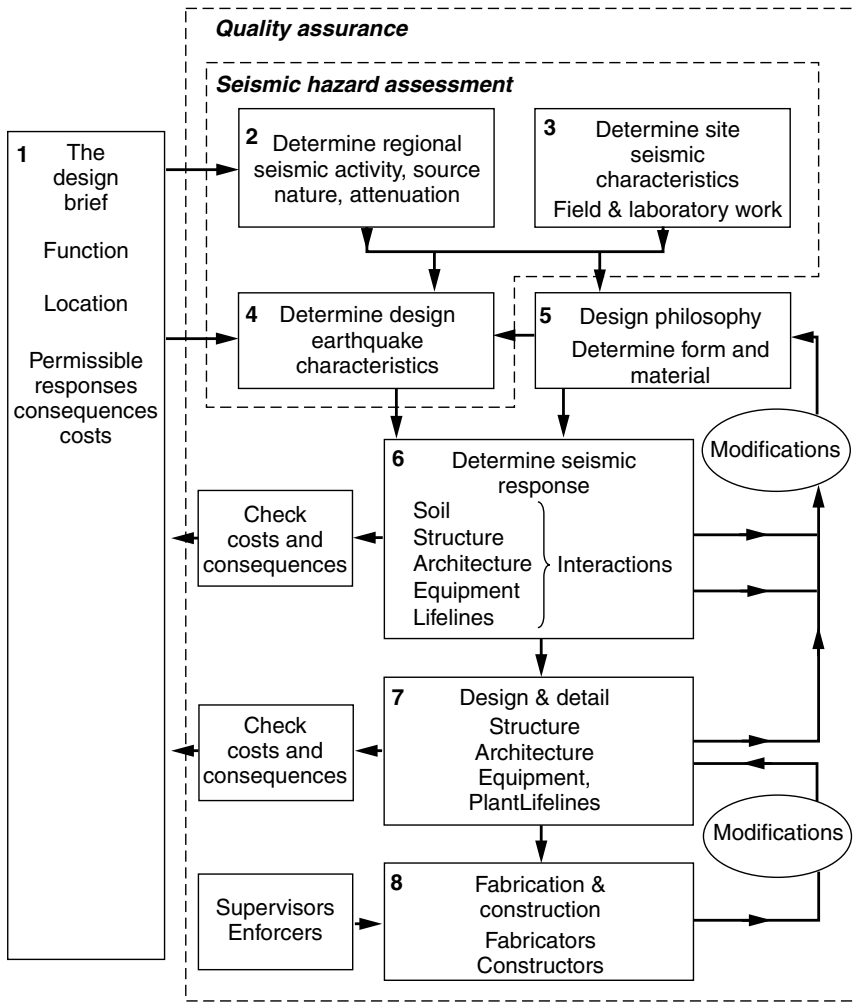 Quality assurance
Seismic hazard assessment
1 The
design
brief
Function
Location
Permissible
responses
consequences
costs
2 Determine regional
seismic activity, source
nature, attenuation
3 Determine site
seismic
characteristics
Field & laboratory work
4 Determine design
earthquake
characteristics
5 Design philosophy
Determine form and
material
Modifications
6 Determine seismic
response
Soil
Structure
Architecture
Equipment
Lifelines
Interactions
Check
costs and
consequences
7 Design & detail
Structure
Architecture
Equipment,
PlantLifelines
Check
costs and
consequences
Modifications
8 Fabrication &
construction
Fabricators
Constructors
Supervisors
Enforcers